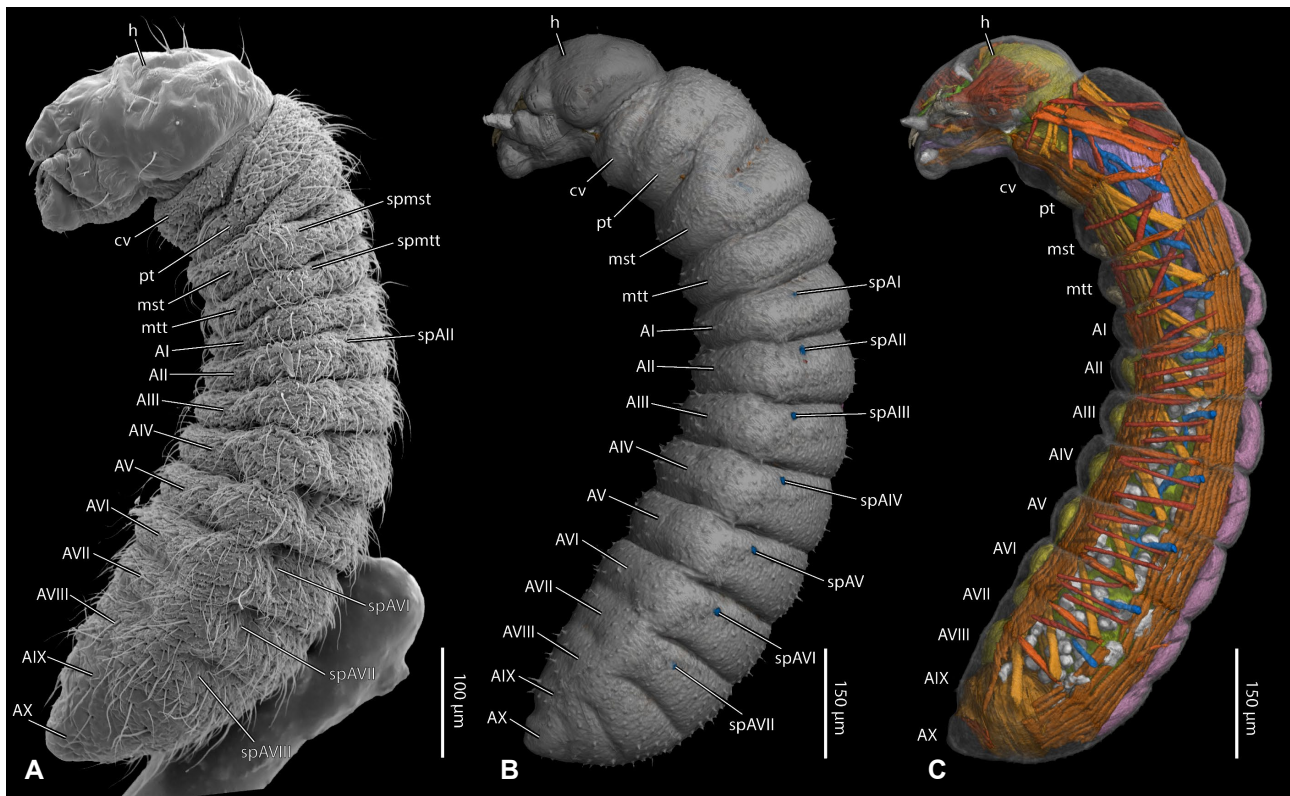 h
cv
pt
mst
mtt
AI
AII
AIII
AIV
AV
AVI
AVII
AVIII
AIX
AX
spmst
spmtt
spAII
spAVI
spAVII
spAVIII
100 µm
A
h
cv
pt
mst
mtt
AI
AII
AIII
AIV
AV
AVI
AVII
AVIII
AIX
AX
spAI
spAII
spAIII
spAIV
spAV
spAVI
spAVII
150 µm
B
h
cv
pt
mst
mtt
AI
AII
AIII
AIV
AV
AVI
AVII
AVIII
AIX
AX
150 µm
C